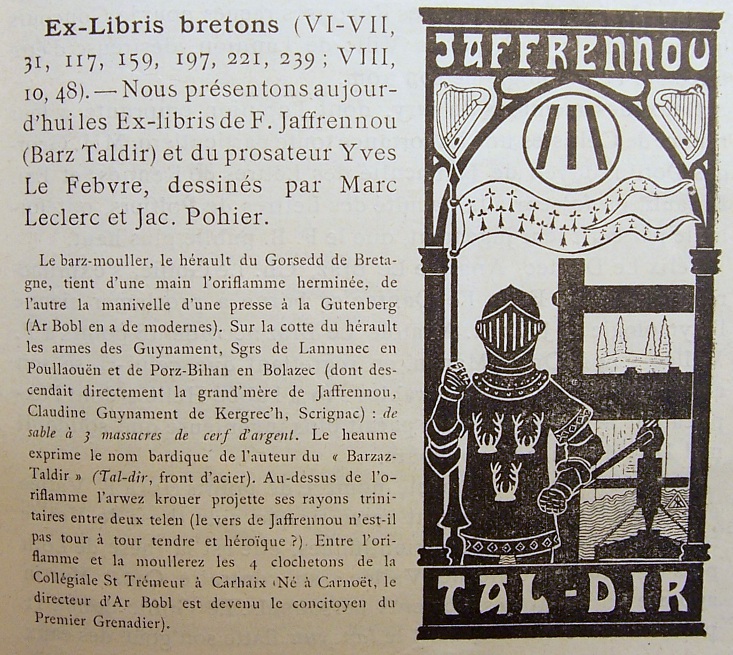 Ex-Libris bretons (VI-VII,
31, 117, 159, 197, 221, 239 ; VIII,
10, 48). — Nous présentons aujour-
d'hui les Ex-libris de F. Jaffrennou
(Barz Taldir) et du prosateur Yves
Le Febvre, dessinés par Marc
Leclerc et Jac. Pohier.
Le barz-mouller, le hérault du Gorsedd de Breta-
gne, tient d'une main l'oriflamme herminée, de
l'autre la manivelle d'une presse à la Gutenberg
(Ar Bobl en a de modernes). Sur la cotte du hérault
les armes des Guynament, Sgrs de Lannunec en
Poullaouën et de Porz-Bihan en Bolazec (dont des-
cendait directement la grand'mère de Jaffrennou,
Claudine Guynament de Kergrec'h, Scrignac) : de
sable à 3 massacres de cerf d'argent. Le heaume
exprime le nom bardique de l'auteur du « Barzaz-
Taldir » (Tal-dir, front d'acier). Au-dessus de l'o-
riflamme l'arwez krouer projette ses rayons trini-
taires entre deux telen (le vers de Jaffrennou n'est-il
pas tour à tour tendre et héroïque ?). Entre l'ori-
flamme et la moullerez les 4 clochetons de la
Collégiale St Trémeur à Carhaix (Né à Carnoët, le
directeur d'Ar Bobl est devenu le concitoyen du
Premier Grenadier).
JAFFRENNOU
TAL-DIR